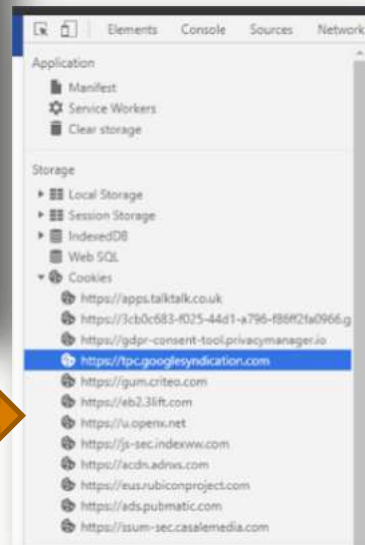 Elements Console Sources Network
Application
Manifest
Service Workers
Clear storage
Storage
Local Storage
Session Storage
IndexedDB
Web SQL
Cookies
https://apps.talktalk.co.uk
https://3cb0c683-f025-44d1-a796-f86ff2fa0966.g
https://gdpr-consent-tool.privacymanager.io
https://tpc.googlesyndication.com
https://gum.criteo.com
https://eb2.3lift.com
https://u.openx.net
https://js-sec.indexww.com
https://acdn.adnxs.com
https://eus.rubiconproject.com
https://ads.pubmatic.com
https://ssum-sec.casalemedia.com